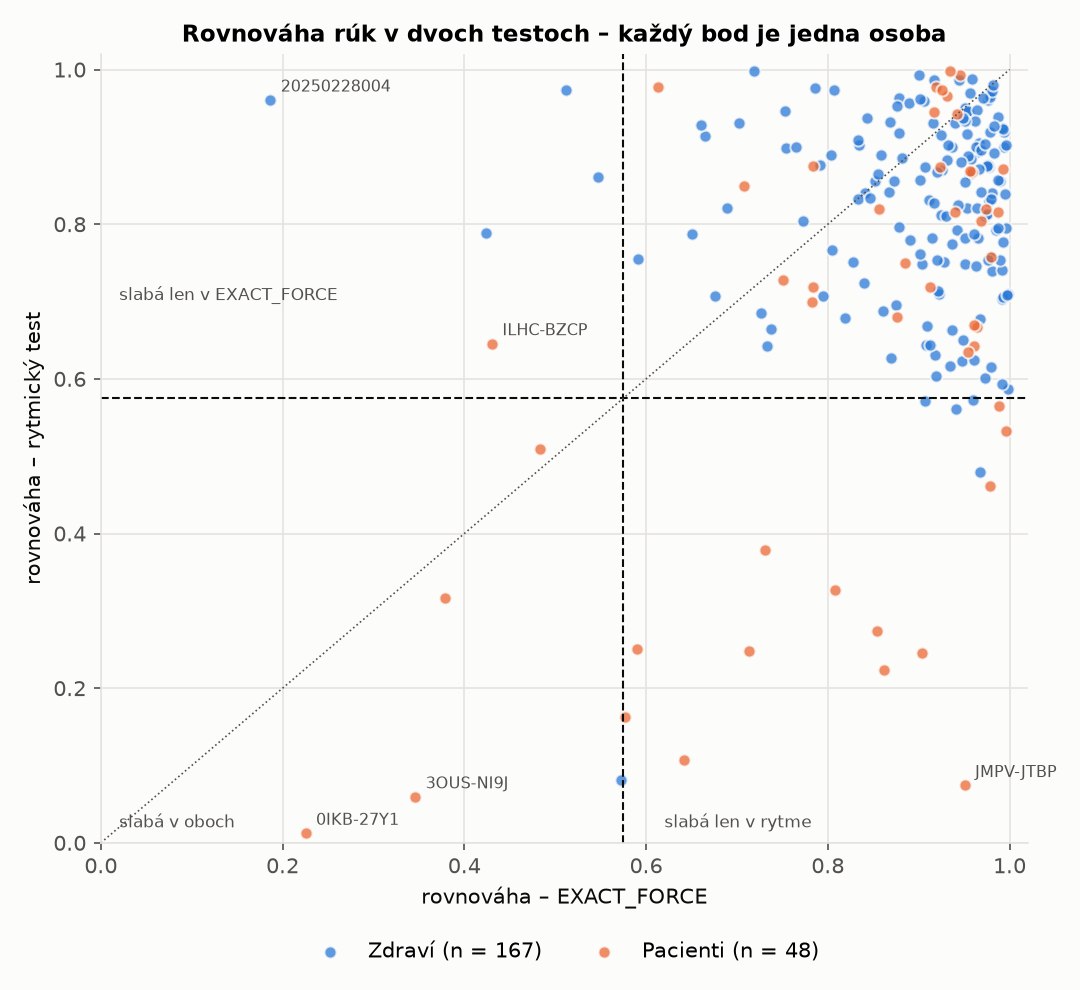 Rovnováha rúk v dvoch testoch – každý bod je jedna osoba
1.0
20250228004
0.8
slabá len v EXACT_FORCE
ILHC-BZCP
0.6
rovnováha – rytmický test
0.4
0.2
JMPV-JTBP
3OUS-NI9J
0IKB-27Y1
slabá v oboch
slabá len v rytme
0.0
0.0 0.2 0.4 0.6 0.8 1.0
rovnováha – EXACT_FORCE
Zdraví (n = 167) Pacienti (n = 48)